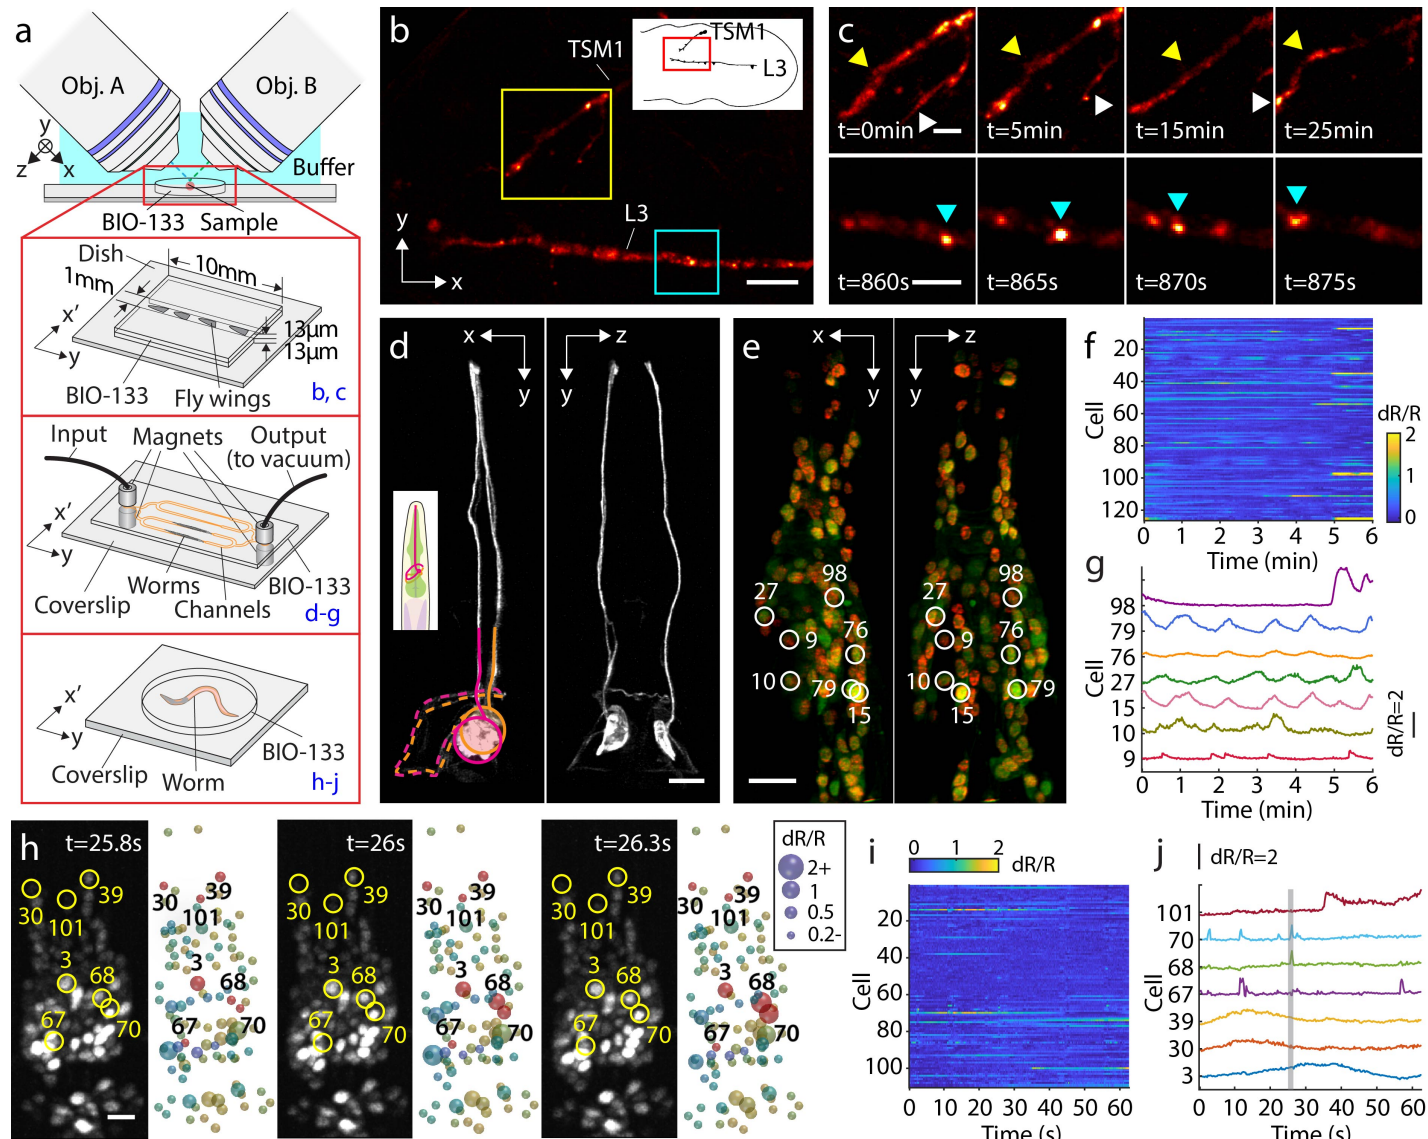 a
Obj. A
Obj. B
y
z
x
Buffer
BIO-133
Sample
Dish
10mm
1mm
x'
y
13µm
13µm
BIO-133
Fly wings
b, c
Input
Magnets
Output
(to vacuum)
x'
y
Worms
BIO-133
Coverslip
Channels
d-g
x'
y
BIO-133
Coverslip
Worm
h-j
b
TSM1
TSM1
L3
L3
y
x
c
t=0min
t=5min
t=15min
t=25min
t=860s
t=865s
t=870s
t=875s
d
x
y
z
y
e
x
y
z
y
27
98
9
76
10
79
15
27
98
9
76
10
79
15
f
20
40
60
80
100
120
Cell
0 1 2 3 4 5 6
Time (min)
dR/R
2
1
0
g
98
79
76
27
15
10
9
Cell
dR/R=2
0 1 2 3 4 5 6
Time (min)
h
t=25.8s
39
30
101
3
68
67
70
39
30
101
3
68
67
70
t=26s
39
30
101
3
68
67
70
39
30
101
3
68
67
70
t=26.3s
39
30
101
3
68
67
70
39
30
101
3
68
67
70
dR/R
2+
1
0.5
0.2-
i
0 1 2
dR/R
20
40
60
80
100
Cell
0 10 20 30 40 50 60
Time (s)
j
dR/R=2
101
70
68
67
39
30
3
Cell
0 10 20 30 40 50 60
Time (s)